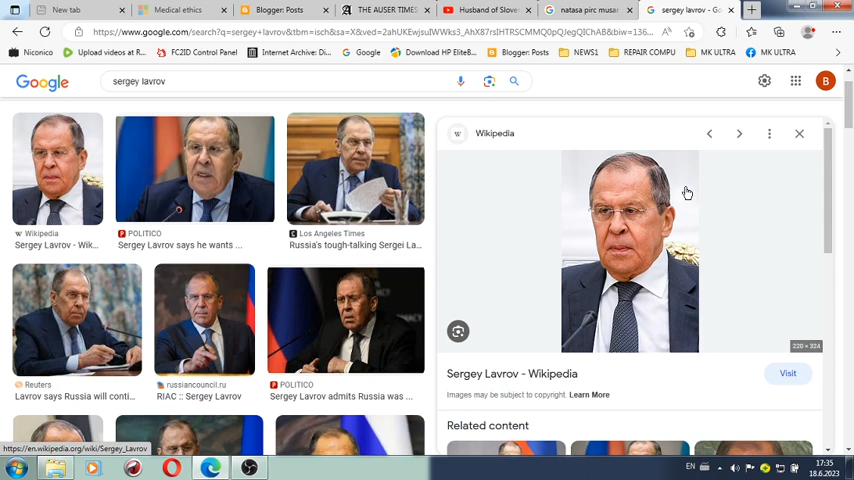 New tab
Medical ethics
Blogger: Posts
THE AUSER TIMES
Husband of Slove
natasa pirc musar
sergey lavrov - Go
https://www.google.com/search?q=sergey+lavrov&tbm=isch&sa=X&ved=2ahUKEwjsuIWWks3_AhX87rsIHTRSCMMQ0pQJegQIChAB&biw=136...
Niconico
Upload videos at R...
FC2ID Control Panel
Internet Archive: Dig...
Google
Download HP EliteB...
Blogger: Posts
NEWS1
REPAIR COMPU
MK ULTRA
MK ULTRA
Google
sergey lavrov
B
W Wikipedia
W Wikipedia
Sergey Lavrov - Wik...
P POLITICO
Sergey Lavrov says he wants ...
Los Angeles Times
Russia's tough-talking Sergei La...
220 × 324
Sergey Lavrov - Wikipedia
Visit
Images may be subject to copyright. Learn More
Related content
Reuters
Lavrov says Russia will conti...
russiancouncil.ru
RIAC :: Sergey Lavrov
P POLITICO
Sergey Lavrov admits Russia was ...
https://en.wikipedia.org/wiki/Sergey_Lavrov
EN
17:35
18.6.2023